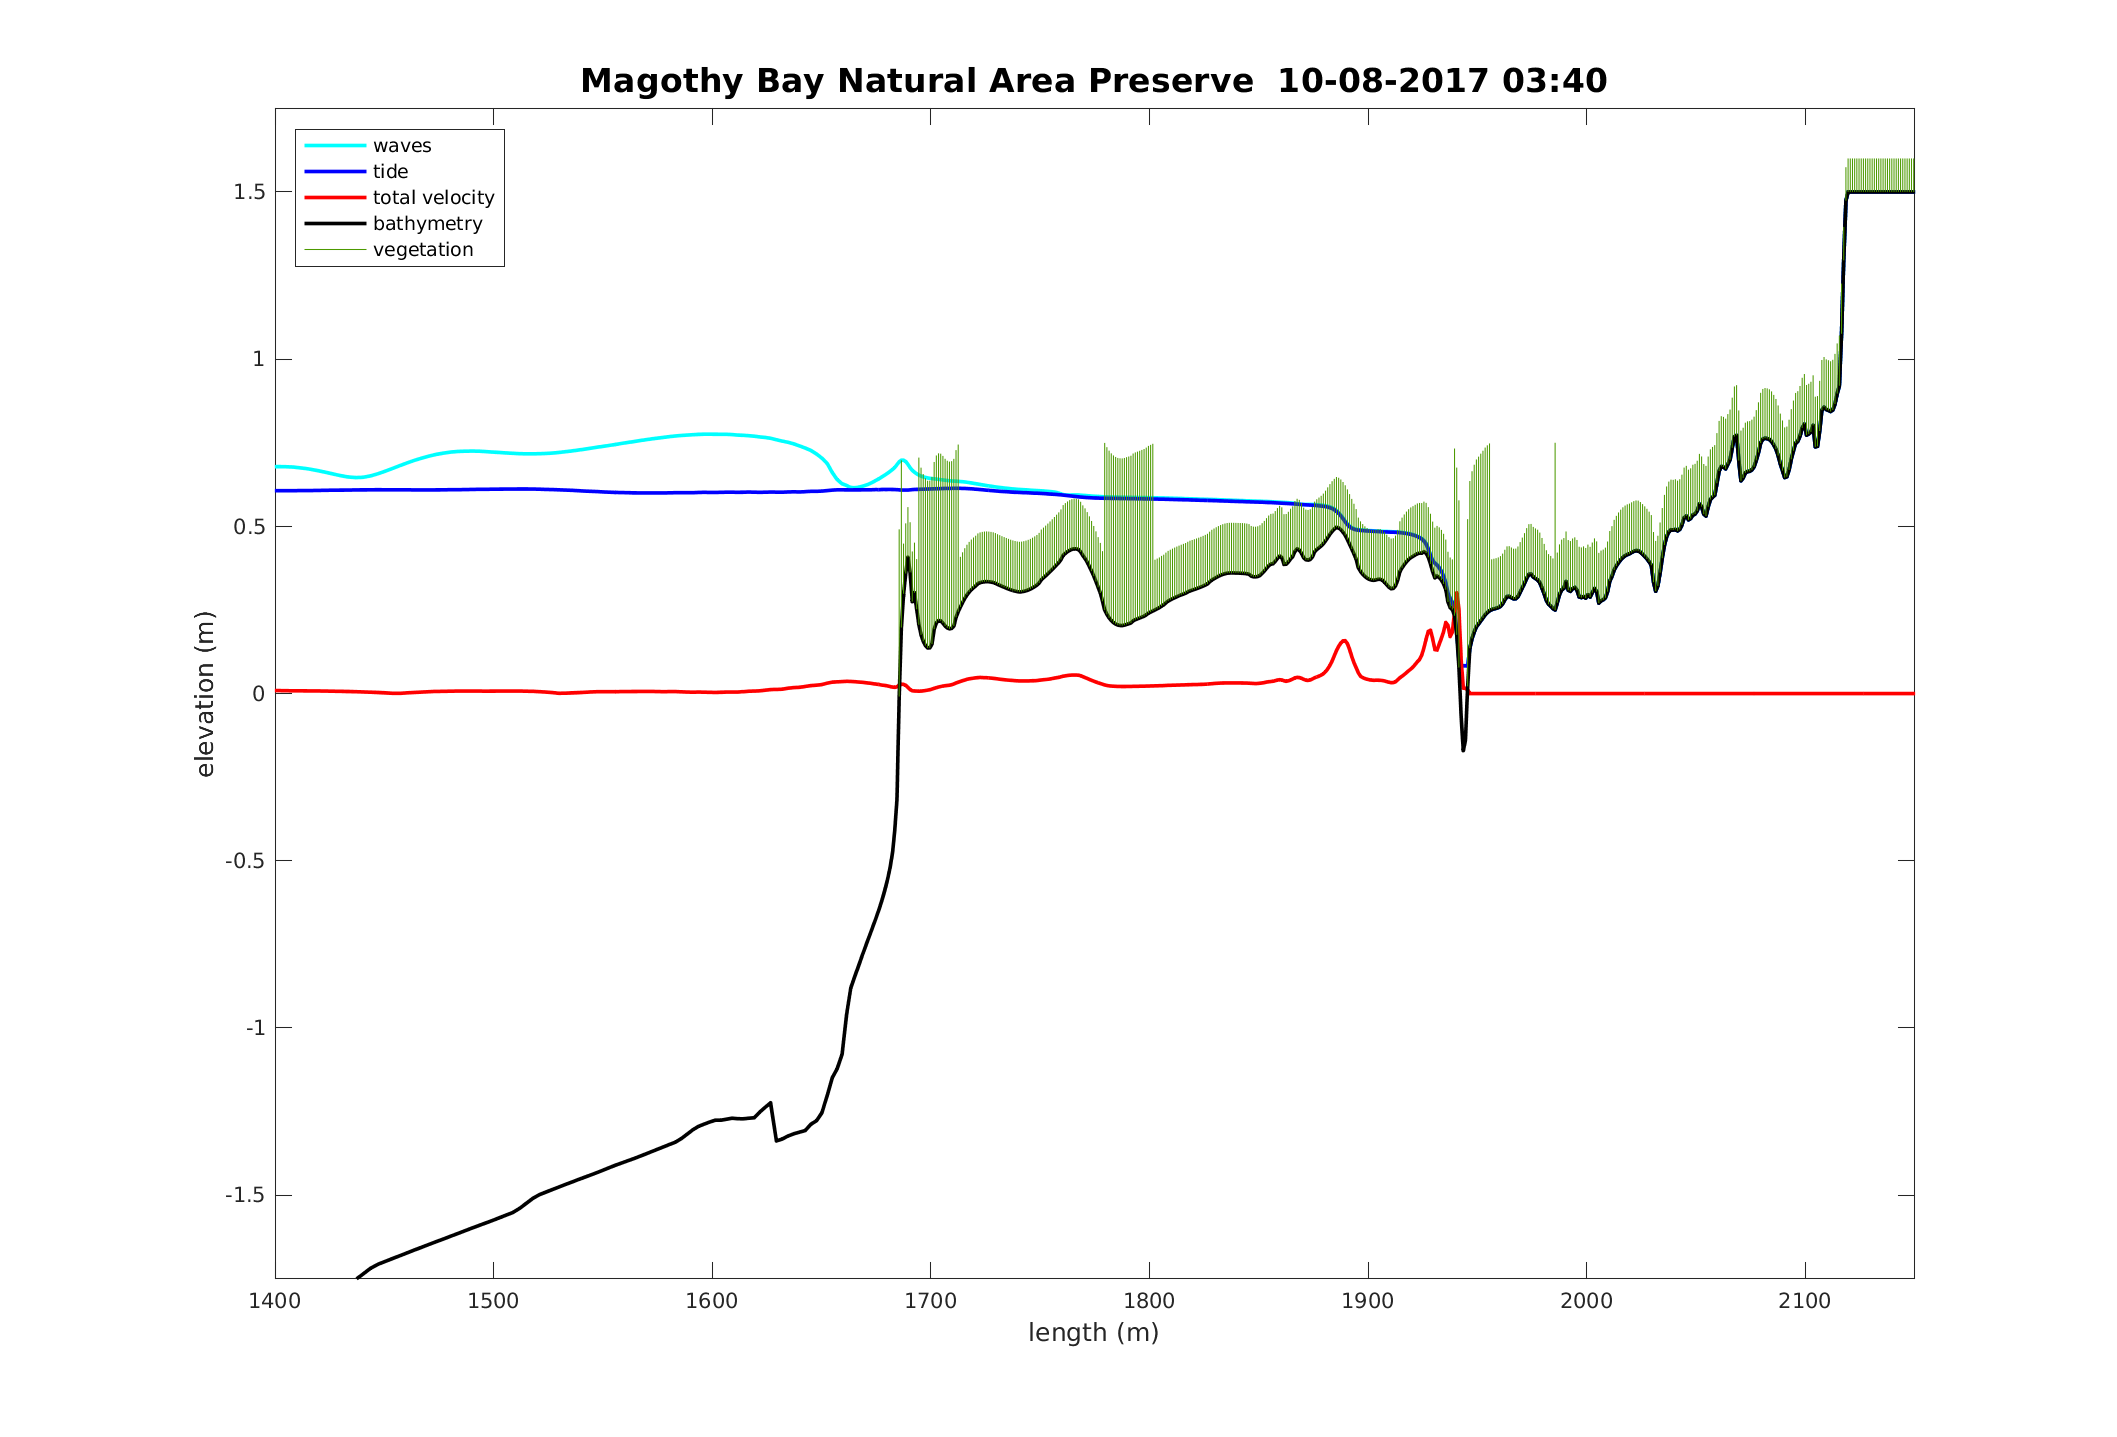 Magothy Bay Natural Area Preserve  10-08-2017 03:40
waves
tide
total velocity
bathymetry
vegetation
1.5
1
0.5
0
-0.5
-1
-1.5
elevation (m)
1400 1500 1600 1700 1800 1900 2000 2100
length (m)